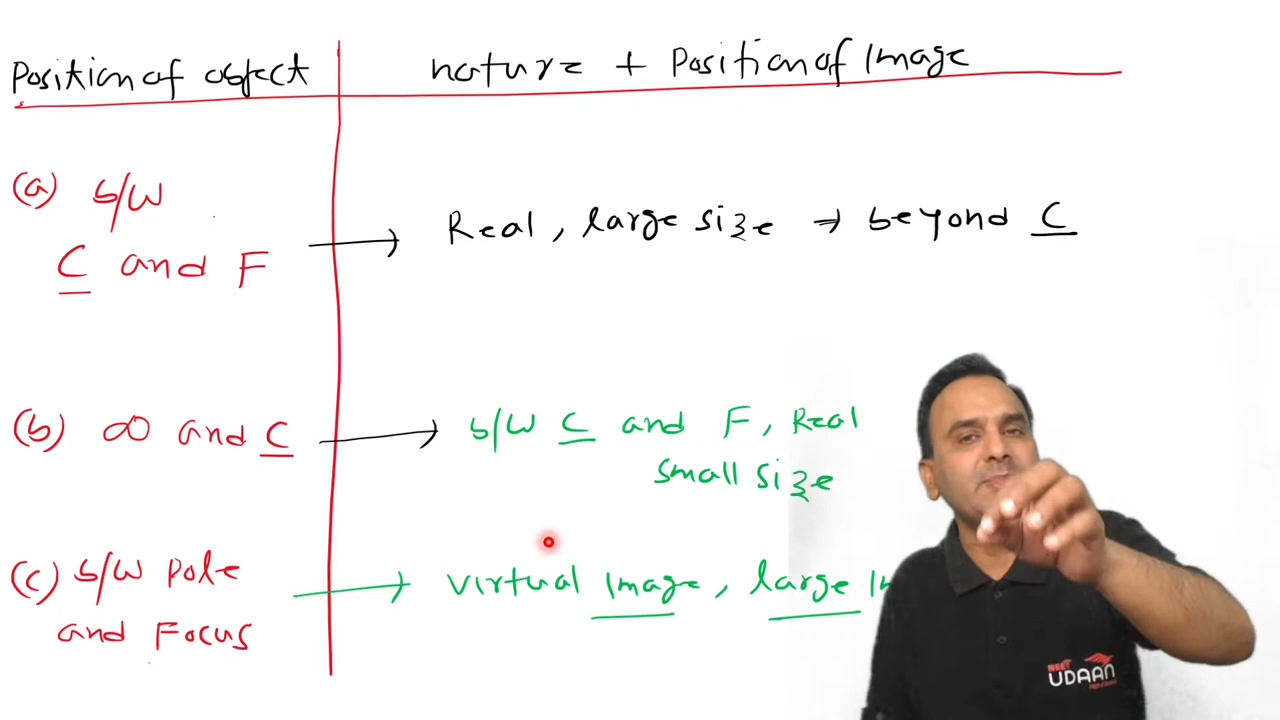 Position of object
nature + Position of Image
(a) b/w
C and F
Real, large size ⇒ beyond C
(b) ∞ and C
b/w C and F, Real
small size
(c) b/w pole
and Focus
virtual Image, large
NEET
UDAAN